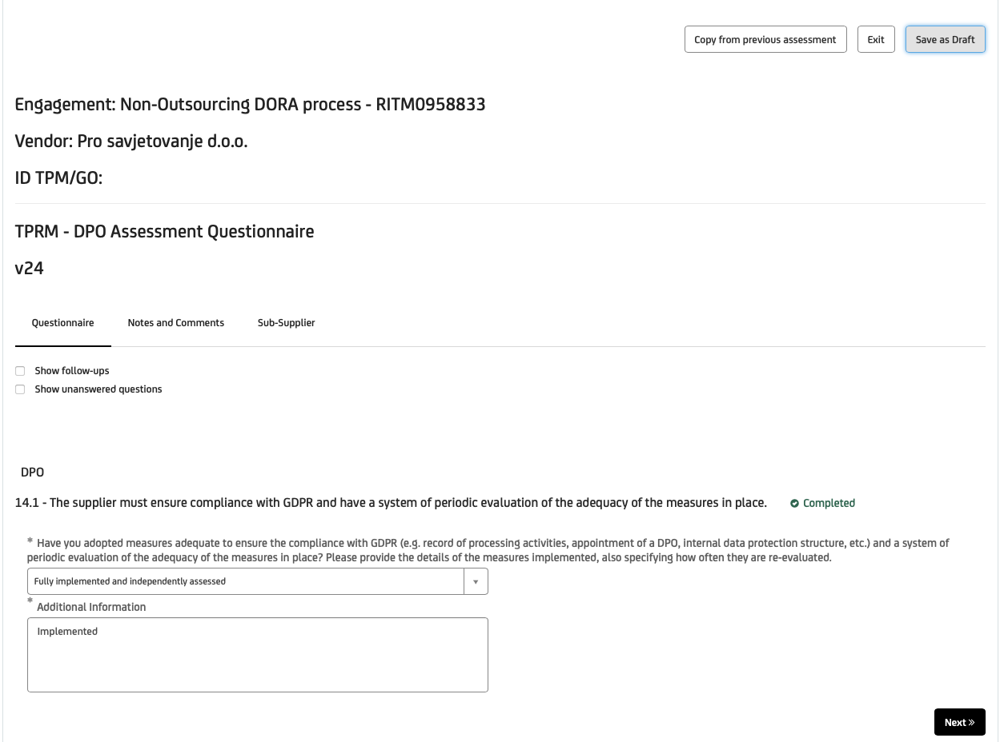 Copy from previous assessment Exit Save as Draft
Engagement: Non-Outsourcing DORA process - RITM0958833
Vendor: Pro savjetovanje d.o.o.
ID TPM/GO:
TPRM - DPO Assessment Questionnaire
v24
Questionnaire Notes and Comments Sub-Supplier
Show follow-ups
Show unanswered questions
DPO
14.1 - The supplier must ensure compliance with GDPR and have a system of periodic evaluation of the adequacy of the measures in place. Completed
* Have you adopted measures adequate to ensure the compliance with GDPR (e.g. record of processing activities, appointment of a DPO, internal data protection structure, etc.) and a system of
periodic evaluation of the adequacy of the measures in place? Please provide the details of the measures implemented, also specifying how often they are re-evaluated.
Fully implemented and independently assessed
* Additional Information
Implemented
Next »